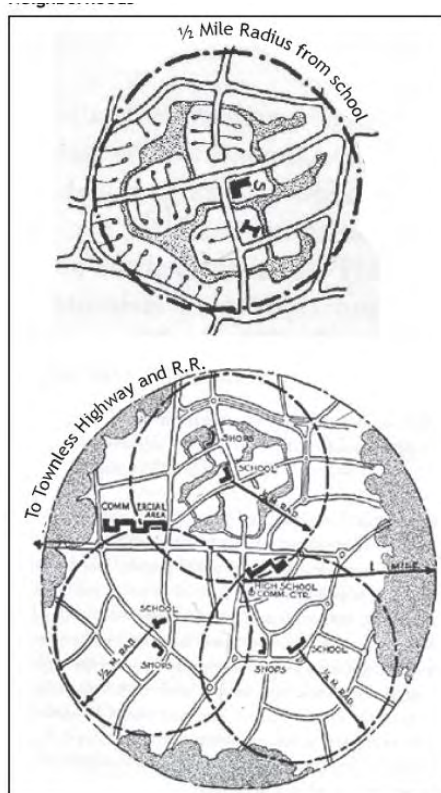 Neighborhoods
½ Mile Radius from school
S
H
To Townless Highway and R.R.
SHOPS
SCHOOL
½ M. RAD
COMMERCIAL
AREA
1 MILE
HIGH SCHOOL
& COMM. CTR.
SCHOOL
SCHOOL
½ M. RAD
SHOPS
SHOPS
½ M. RAD